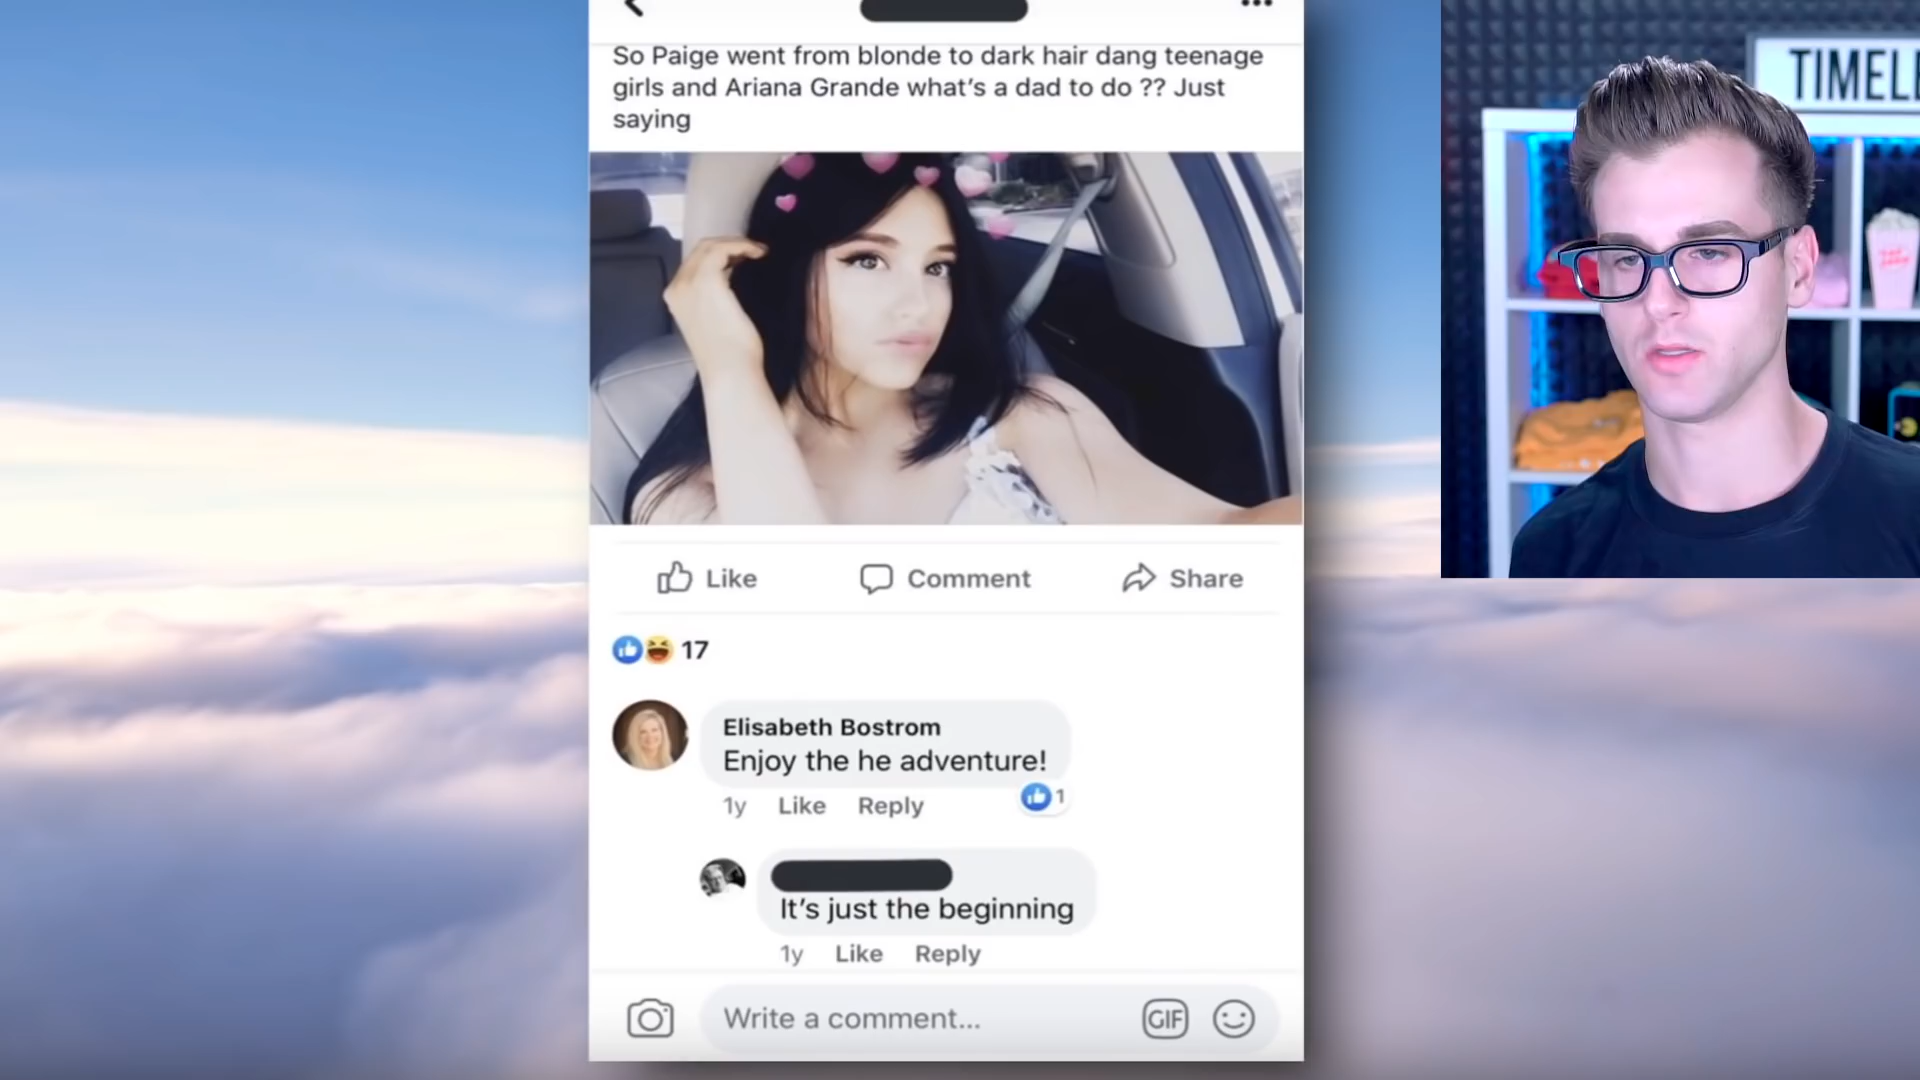 So Paige went from blonde to dark hair dang teenage
girls and Ariana Grande what's a dad to do ?? Just
saying
Like Comment Share
17
Elisabeth Bostrom
Enjoy the he adventure!
1y Like Reply 1
It's just the beginning
1y Like Reply
Write a comment... GIF
TIMEL